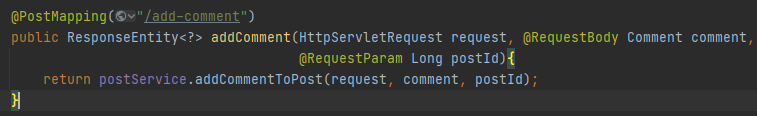 @PostMapping("/add-comment")
public ResponseEntity<?> addComment(HttpServletRequest request, @RequestBody Comment comment,
@RequestParam Long postId){
return postService.addCommentToPost(request, comment, postId);
}